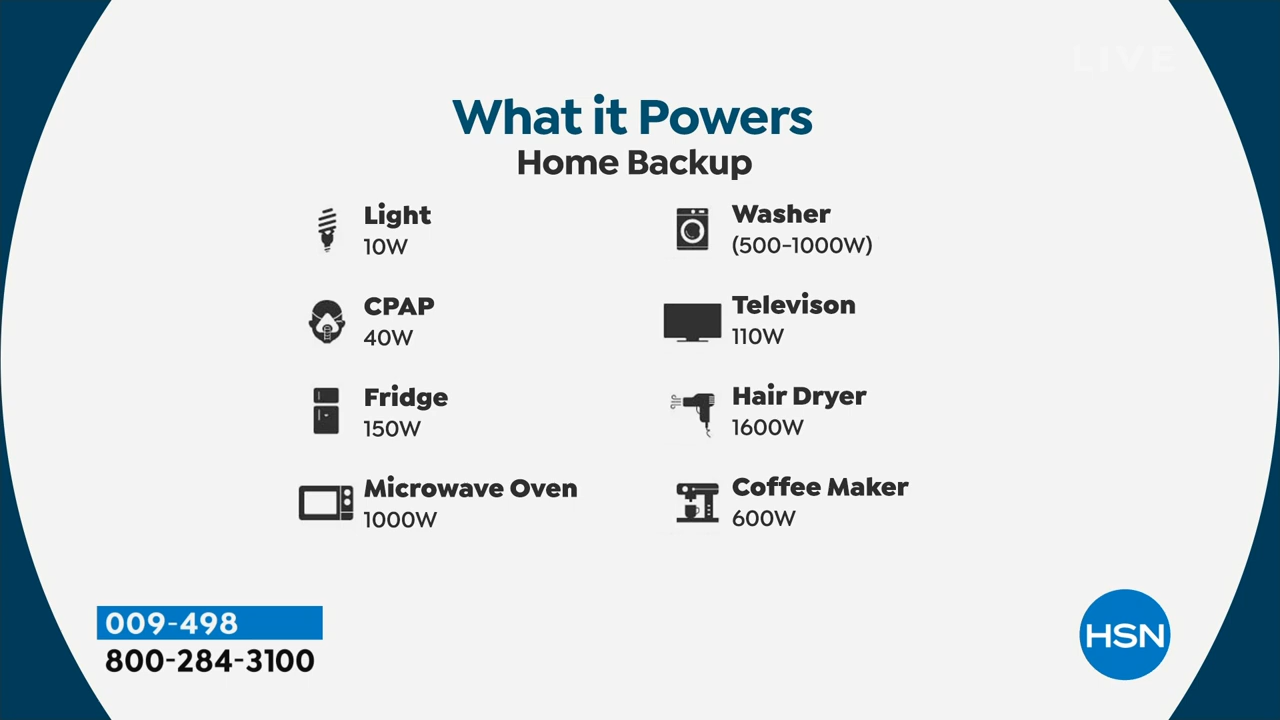 LIVE
What it Powers
Home Backup
Light
10W
CPAP
40W
Fridge
150W
Microwave Oven
1000W
Washer
(500-1000W)
Televison
110W
Hair Dryer
1600W
Coffee Maker
600W
009-498
800-284-3100
HSN